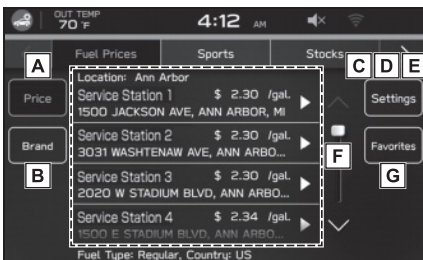 OUT TEMP
70 °F
4:12 AM
Fuel Prices Sports Stocks
A C D E
Location: Ann Arbor
Price
Service Station 1 $ 2.30 /gal.
1500 JACKSON AVE, ANN ARBOR, MI
Settings
Service Station 2 $ 2.30 /gal.
3031 WASHTENAW AVE, ANN ARBO...
Brand
F
Favorites
B
Service Station 3 $ 2.30 /gal.
2020 W STADIUM BLVD, ANN ARBO...
G
Service Station 4 $ 2.34 /gal.
1500 E STADIUM BLVD, ANN ARBO...
Fuel Type: Regular, Country: US